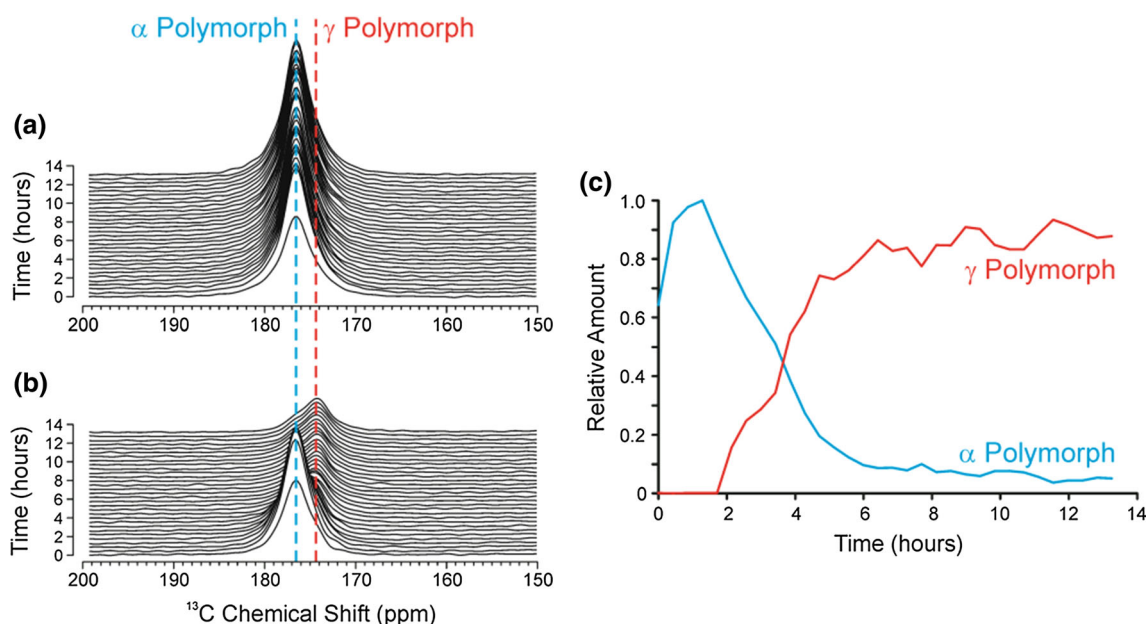 α Polymorph
γ Polymorph
(a)
Time (hours)
14
12
10
8
6
4
2
0
200 190 180 170 160 150
(b)
Time (hours)
14
12
10
8
6
4
2
0
200 190 180 170 160 150
¹³C Chemical Shift (ppm)
(c)
Relative Amount
1.0
0.8
0.6
0.4
0.2
0
γ Polymorph
α Polymorph
0 2 4 6 8 10 12 14
Time (hours)